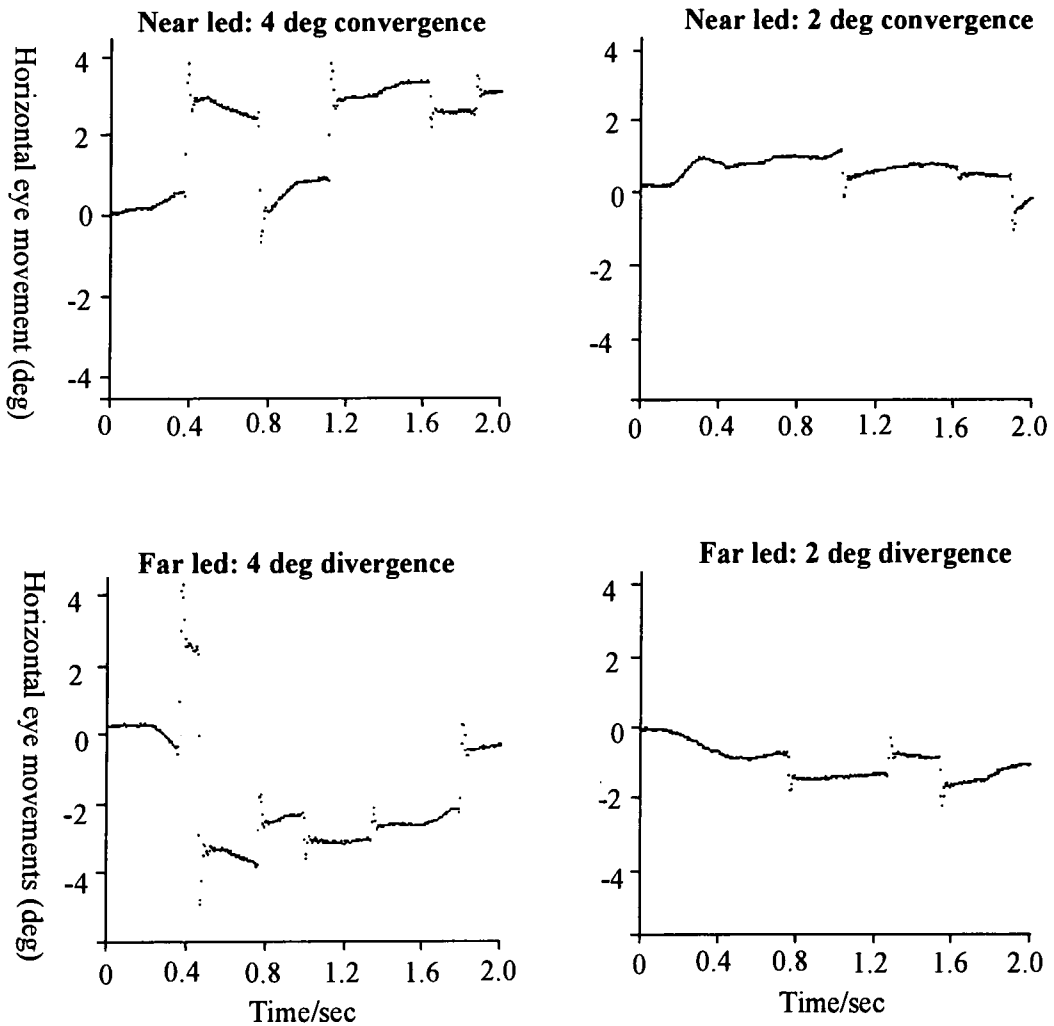 Near led: 4 deg convergence
Horizontal eye movement (deg)
4
2
0
-2
-4
0 0.4 0.8 1.2 1.6 2.0
Near led: 2 deg convergence
4
2
0
-2
-4
0 0.4 0.8 1.2 1.6 2.0
Far led: 4 deg divergence
Horizontal eye movements (deg)
4
2
0
-2
-4
0 0.4 0.8 1.2 1.6 2.0
Time/sec
Far led: 2 deg divergence
4
2
0
-2
-4
0 0.4 0.8 1.2 1.6 2.0
Time/sec